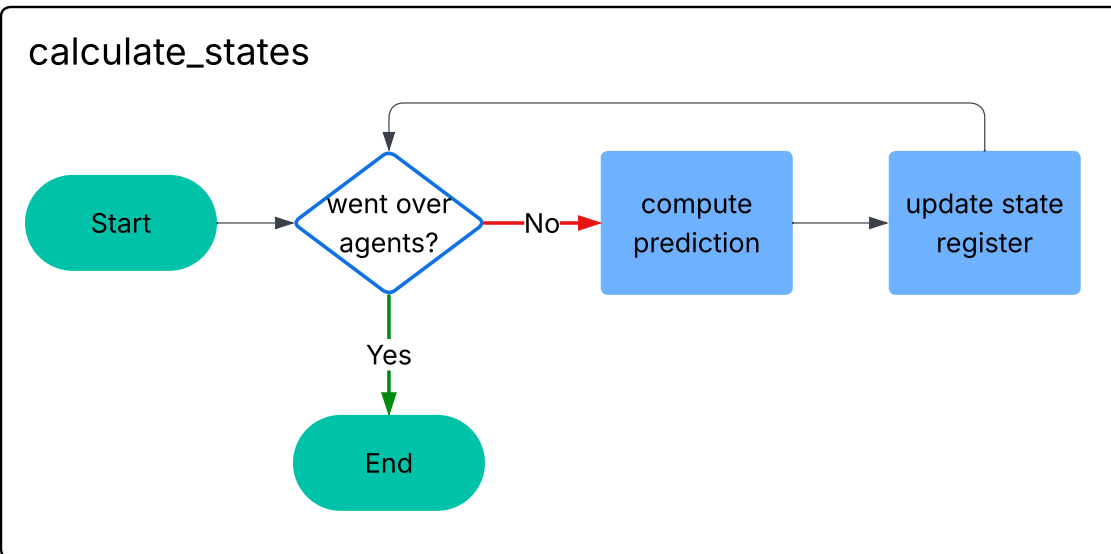 calculate_states
Start
went over
agents?
No
compute
prediction
update state
register
Yes
End